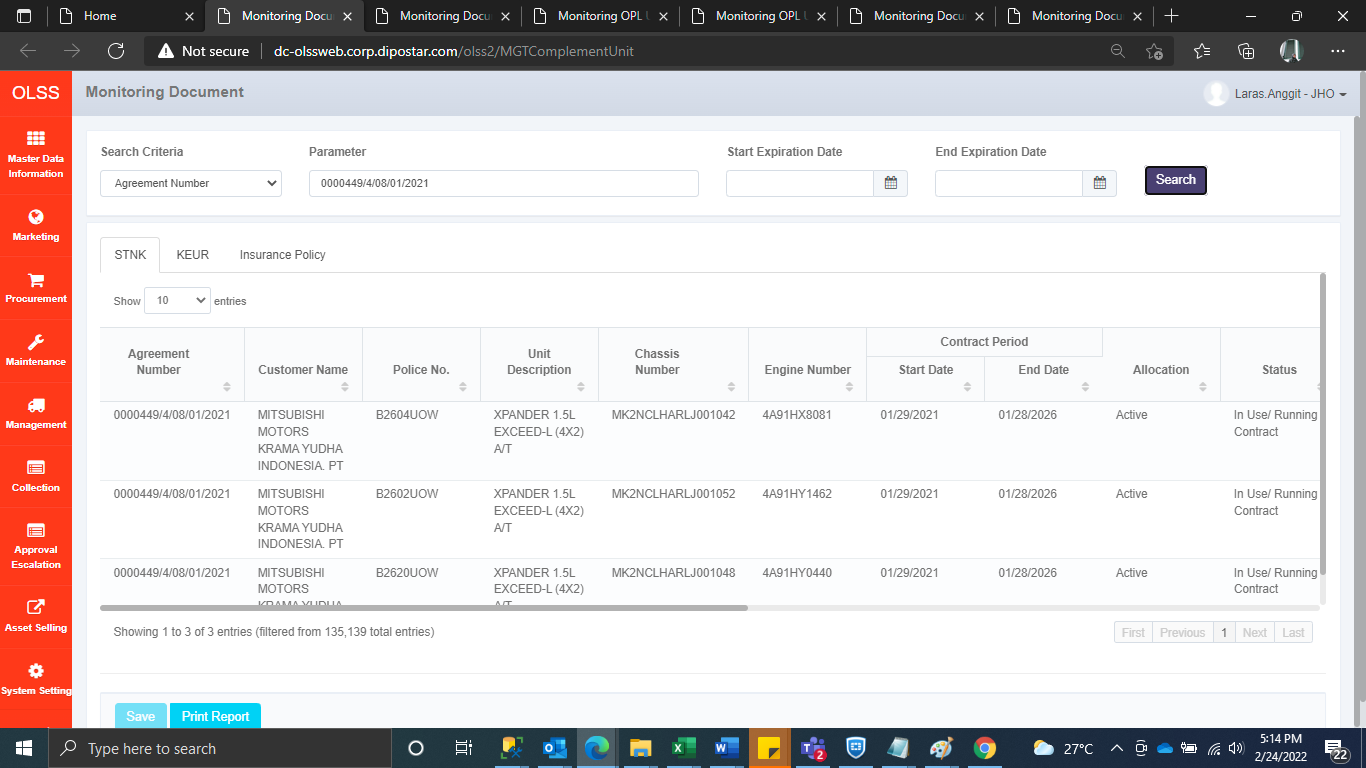 Home
Monitoring Docu
Monitoring Docu
Monitoring OPL U
Monitoring OPL U
Monitoring Docu
Monitoring Docu
Not secure
dc-olssweb.corp.dipostar.com/olss2/MGTComplementUnit
OLSS
Monitoring Document
Laras.Anggit - JHO
Master Data
Information
Marketing
Procurement
Maintenance
Management
Collection
Approval
Escalation
Asset Selling
System Setting
Search Criteria
Parameter
Start Expiration Date
End Expiration Date
Agreement Number
0000449/4/08/01/2021
Search
STNK
KEUR
Insurance Policy
Show 10 entries
Agreement
Number
Customer Name
Police No.
Unit
Description
Chassis
Number
Engine Number
Contract Period
Start Date
End Date
Allocation
Status
0000449/4/08/01/2021
MITSUBISHI
MOTORS
KRAMA YUDHA
INDONESIA. PT
B2604UOW
XPANDER 1.5L
EXCEED-L (4X2)
A/T
MK2NCLHARLJ001042
4A91HX8081
01/29/2021
01/28/2026
Active
In Use/ Running
Contract
0000449/4/08/01/2021
MITSUBISHI
MOTORS
KRAMA YUDHA
INDONESIA. PT
B2602UOW
XPANDER 1.5L
EXCEED-L (4X2)
A/T
MK2NCLHARLJ001052
4A91HY1462
01/29/2021
01/28/2026
Active
In Use/ Running
Contract
0000449/4/08/01/2021
MITSUBISHI
MOTORS
KRAMA YUDHA
B2620UOW
XPANDER 1.5L
EXCEED-L (4X2)
A/T
MK2NCLHARLJ001048
4A91HY0440
01/29/2021
01/28/2026
Active
In Use/ Running
Contract
Showing 1 to 3 of 3 entries (filtered from 135,139 total entries)
First
Previous
1
Next
Last
Save
Print Report
Type here to search
2
27°C
5:14 PM
2/24/2022
22